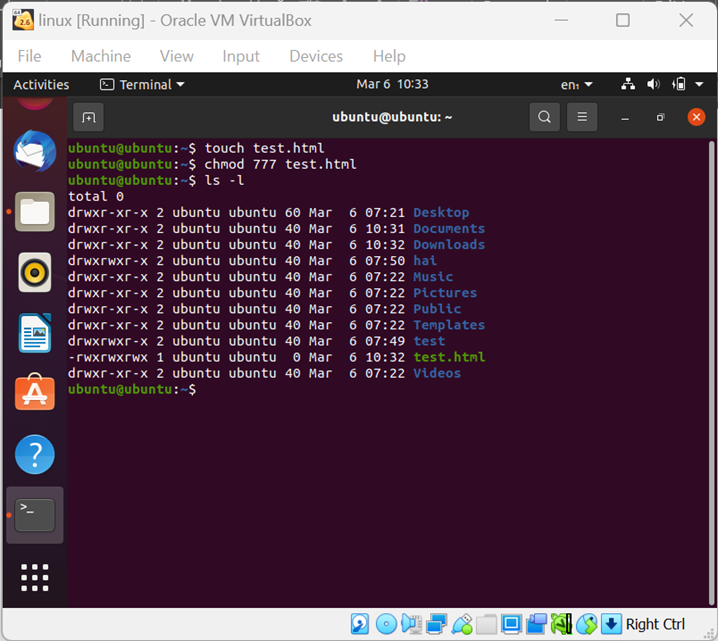 linux [Running] - Oracle VM VirtualBox
File Machine View Input Devices Help
Activities Terminal Mar 6 10:33 en₁
ubuntu@ubuntu: ~
ubuntu@ubuntu:~$ touch test.html
ubuntu@ubuntu:~$ chmod 777 test.html
ubuntu@ubuntu:~$ ls -l
total 0
drwxr-xr-x 2 ubuntu ubuntu 60 Mar  6 07:21 Desktop
drwxr-xr-x 2 ubuntu ubuntu 40 Mar  6 10:31 Documents
drwxr-xr-x 2 ubuntu ubuntu 40 Mar  6 10:32 Downloads
drwxrwxr-x 2 ubuntu ubuntu 40 Mar  6 07:50 hai
drwxr-xr-x 2 ubuntu ubuntu 40 Mar  6 07:22 Music
drwxr-xr-x 2 ubuntu ubuntu 40 Mar  6 07:22 Pictures
drwxr-xr-x 2 ubuntu ubuntu 40 Mar  6 07:22 Public
drwxr-xr-x 2 ubuntu ubuntu 40 Mar  6 07:22 Templates
drwxrwxr-x 2 ubuntu ubuntu 40 Mar  6 07:49 test
-rwxrwxrwx 1 ubuntu ubuntu  0 Mar  6 10:32 test.html
drwxr-xr-x 2 ubuntu ubuntu 40 Mar  6 07:22 Videos
ubuntu@ubuntu:~$
Right Ctrl